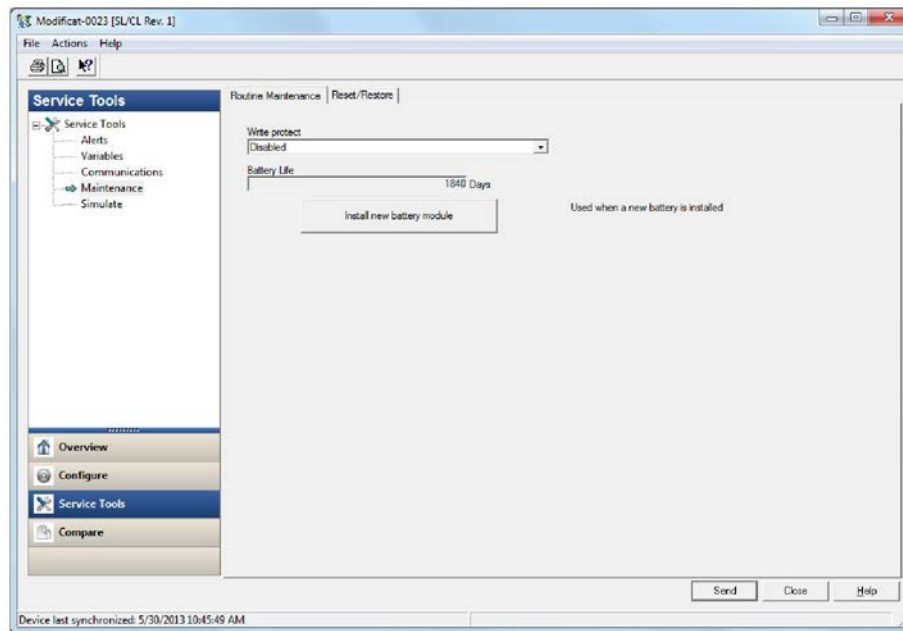 Modificat-0023 [SL/CL Rev. 1]
File Actions Help
Service Tools
Service Tools
Alerts
Variables
Communications
Maintenance
Simulate
Overview
Configure
Service Tools
Compare
Routine Maintenance Reset/Restore
Write protect
Disabled
Battery Life
1840 Days
Install new battery module
Used when a new battery is installed
Send Close Help
Device last synchronized: 5/30/2013 10:45:49 AM